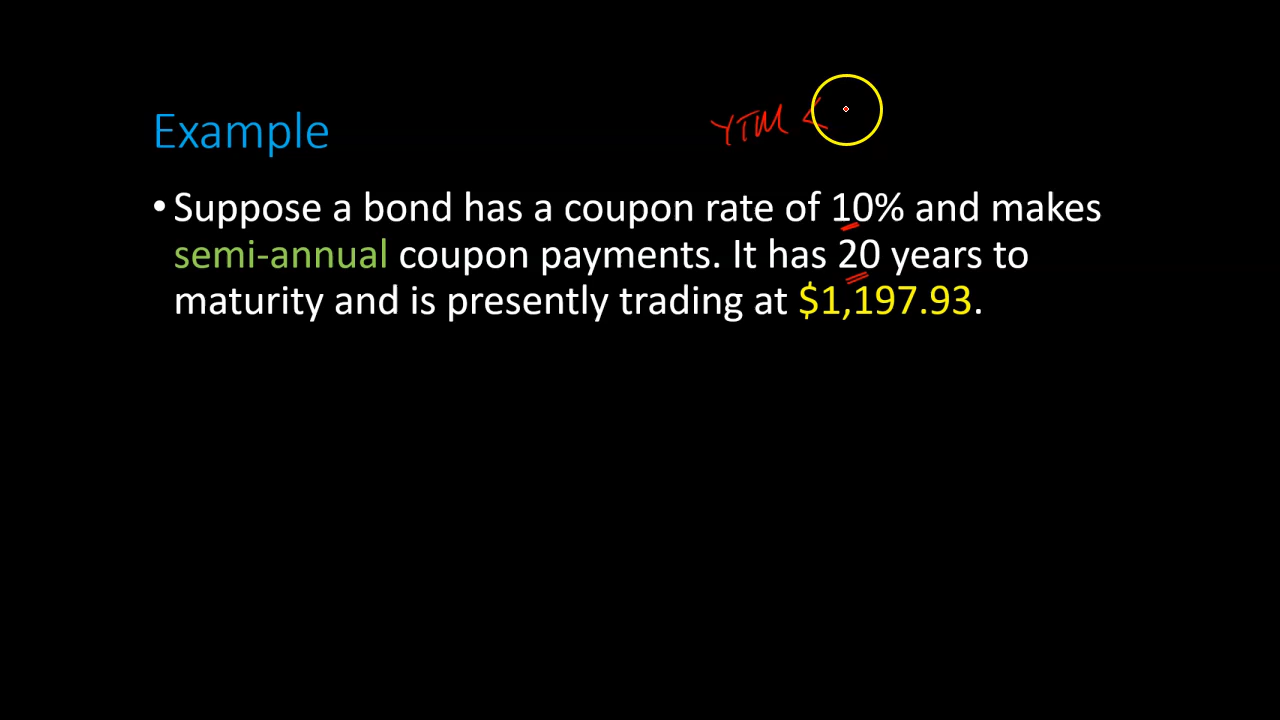 YTM <
Example
• Suppose a bond has a coupon rate of 10% and makes
semi-annual coupon payments. It has 20 years to
maturity and is presently trading at $1,197.93.